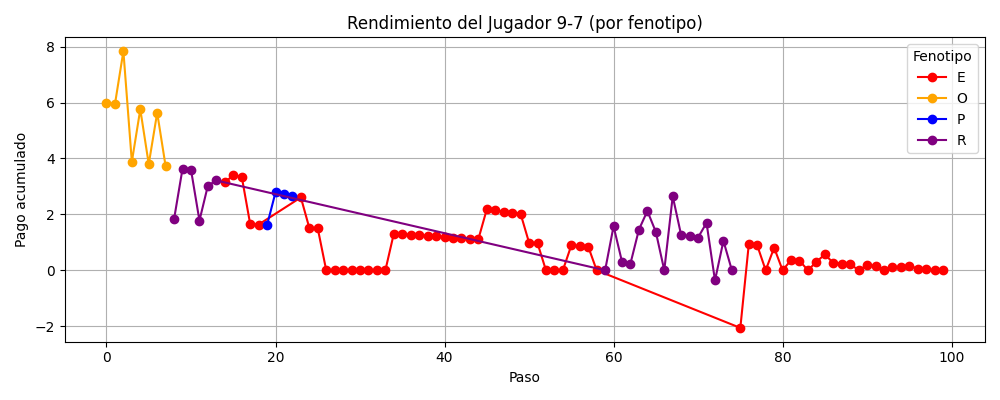 Rendimiento del Jugador 9-7 (por fenotipo)
Pago acumulado
8
6
4
2
0
−2
Fenotipo
E
O
P
R
0 20 40 60 80 100
Paso